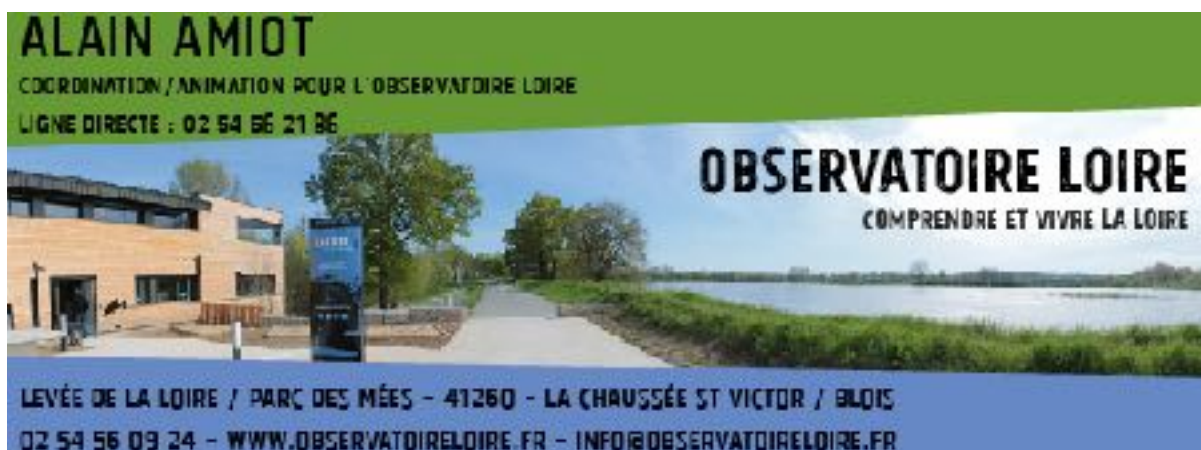 ALAIN AMIOT
COORDINATION/ANIMATION POUR L'OBSERVATOIRE LOIRE
LIGNE DIRECTE : 02 54 56 21 86
OBSERVATOIRE LOIRE
COMPRENDRE ET VIVRE LA LOIRE
LEVÉE DE LA LOIRE / PARC DES MÉES - 41260 - LA CHAUSSÉE ST VICTOR / BLOIS
02 54 56 09 24 - WWW.OBSERVATOIRELOIRE.FR - INFO@OBSERVATOIRELOIRE.FR